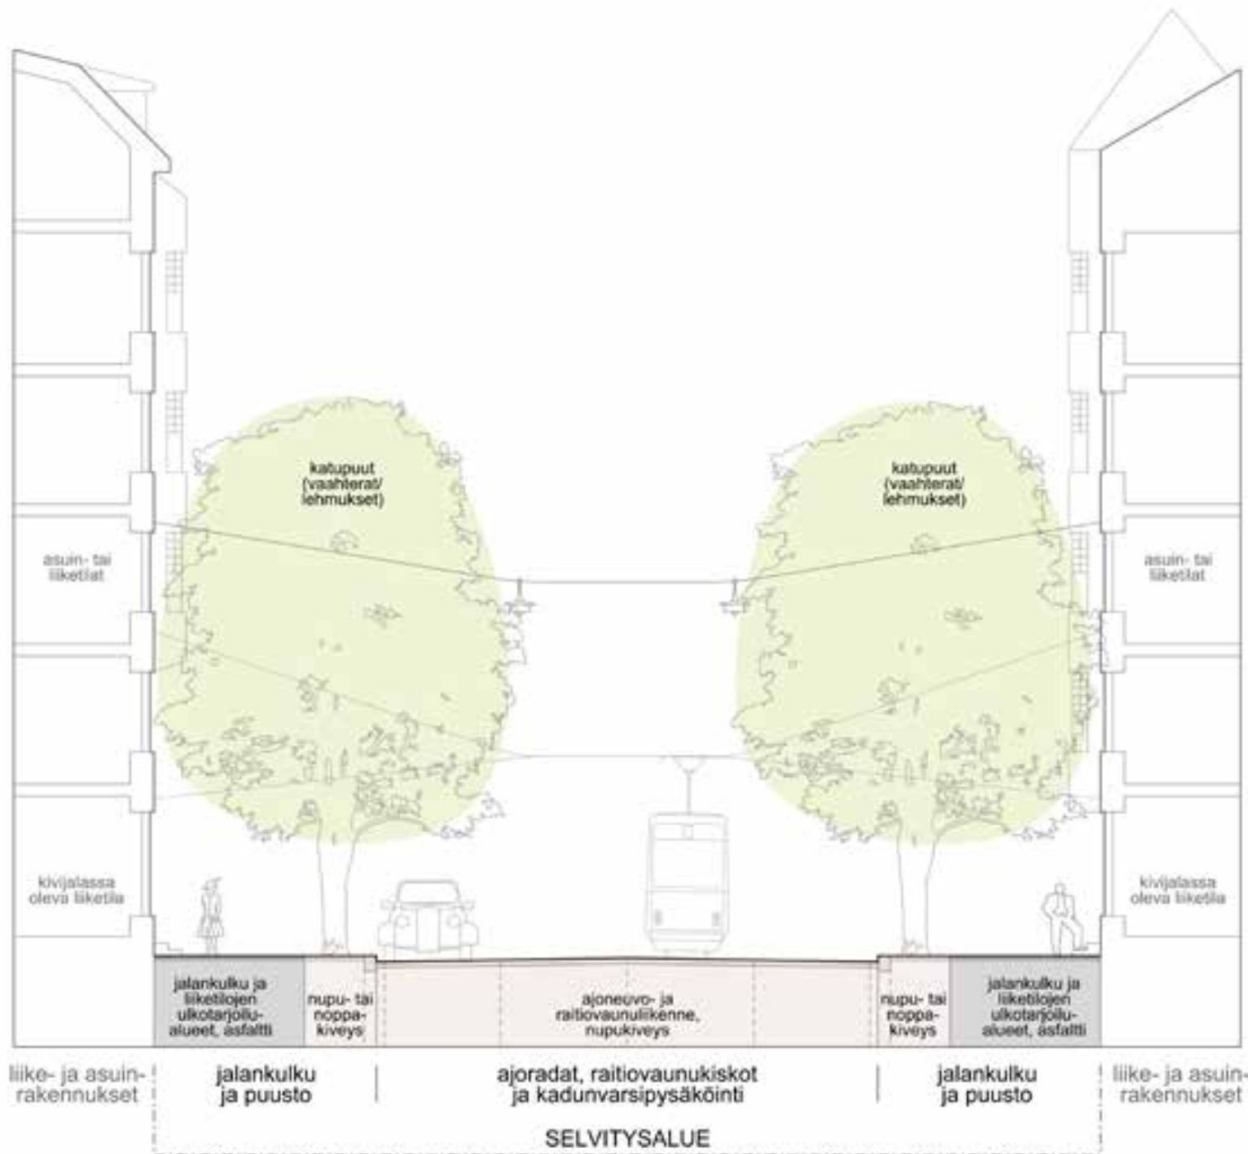 katupuut
(vaahterat/
lehmukset)
katupuut
(vaahterat/
lehmukset)
asuin- tai
liiketilat
asuin- tai
liiketilat
kivijalassa
oleva liiketila
kivijalassa
oleva liiketila
jalankulku ja
liiketilojen
ulkotarjoilu-
alueet, asfaltti
nupu- tai
noppa-
kiveys
ajoneuvo- ja
raitiovaunuliikenne,
nupukiveys
nupu- tai
noppa-
kiveys
jalankulku ja
liiketilojen
ulkotarjoilu-
alueet, asfaltti
liike- ja asuin-
rakennukset
jalankulku
ja puusto
ajoradat, raitiovaunukiskot
ja kadunvarsipysäköinti
jalankulku
ja puusto
liike- ja asuin-
rakennukset
SELVITYSALUE